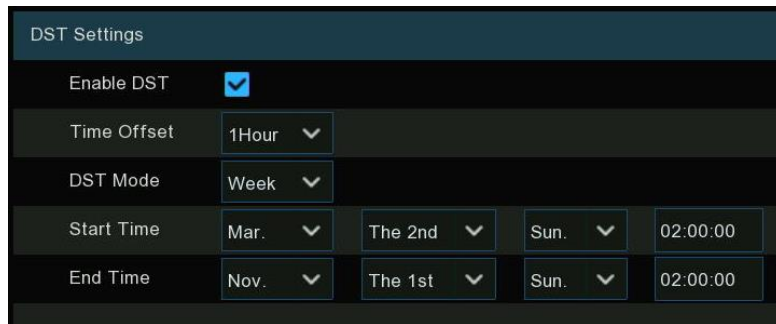 DST Settings
Enable DST
Time Offset 1Hour
DST Mode Week
Start Time Mar. The 2nd Sun. 02:00:00
End Time Nov. The 1st Sun. 02:00:00